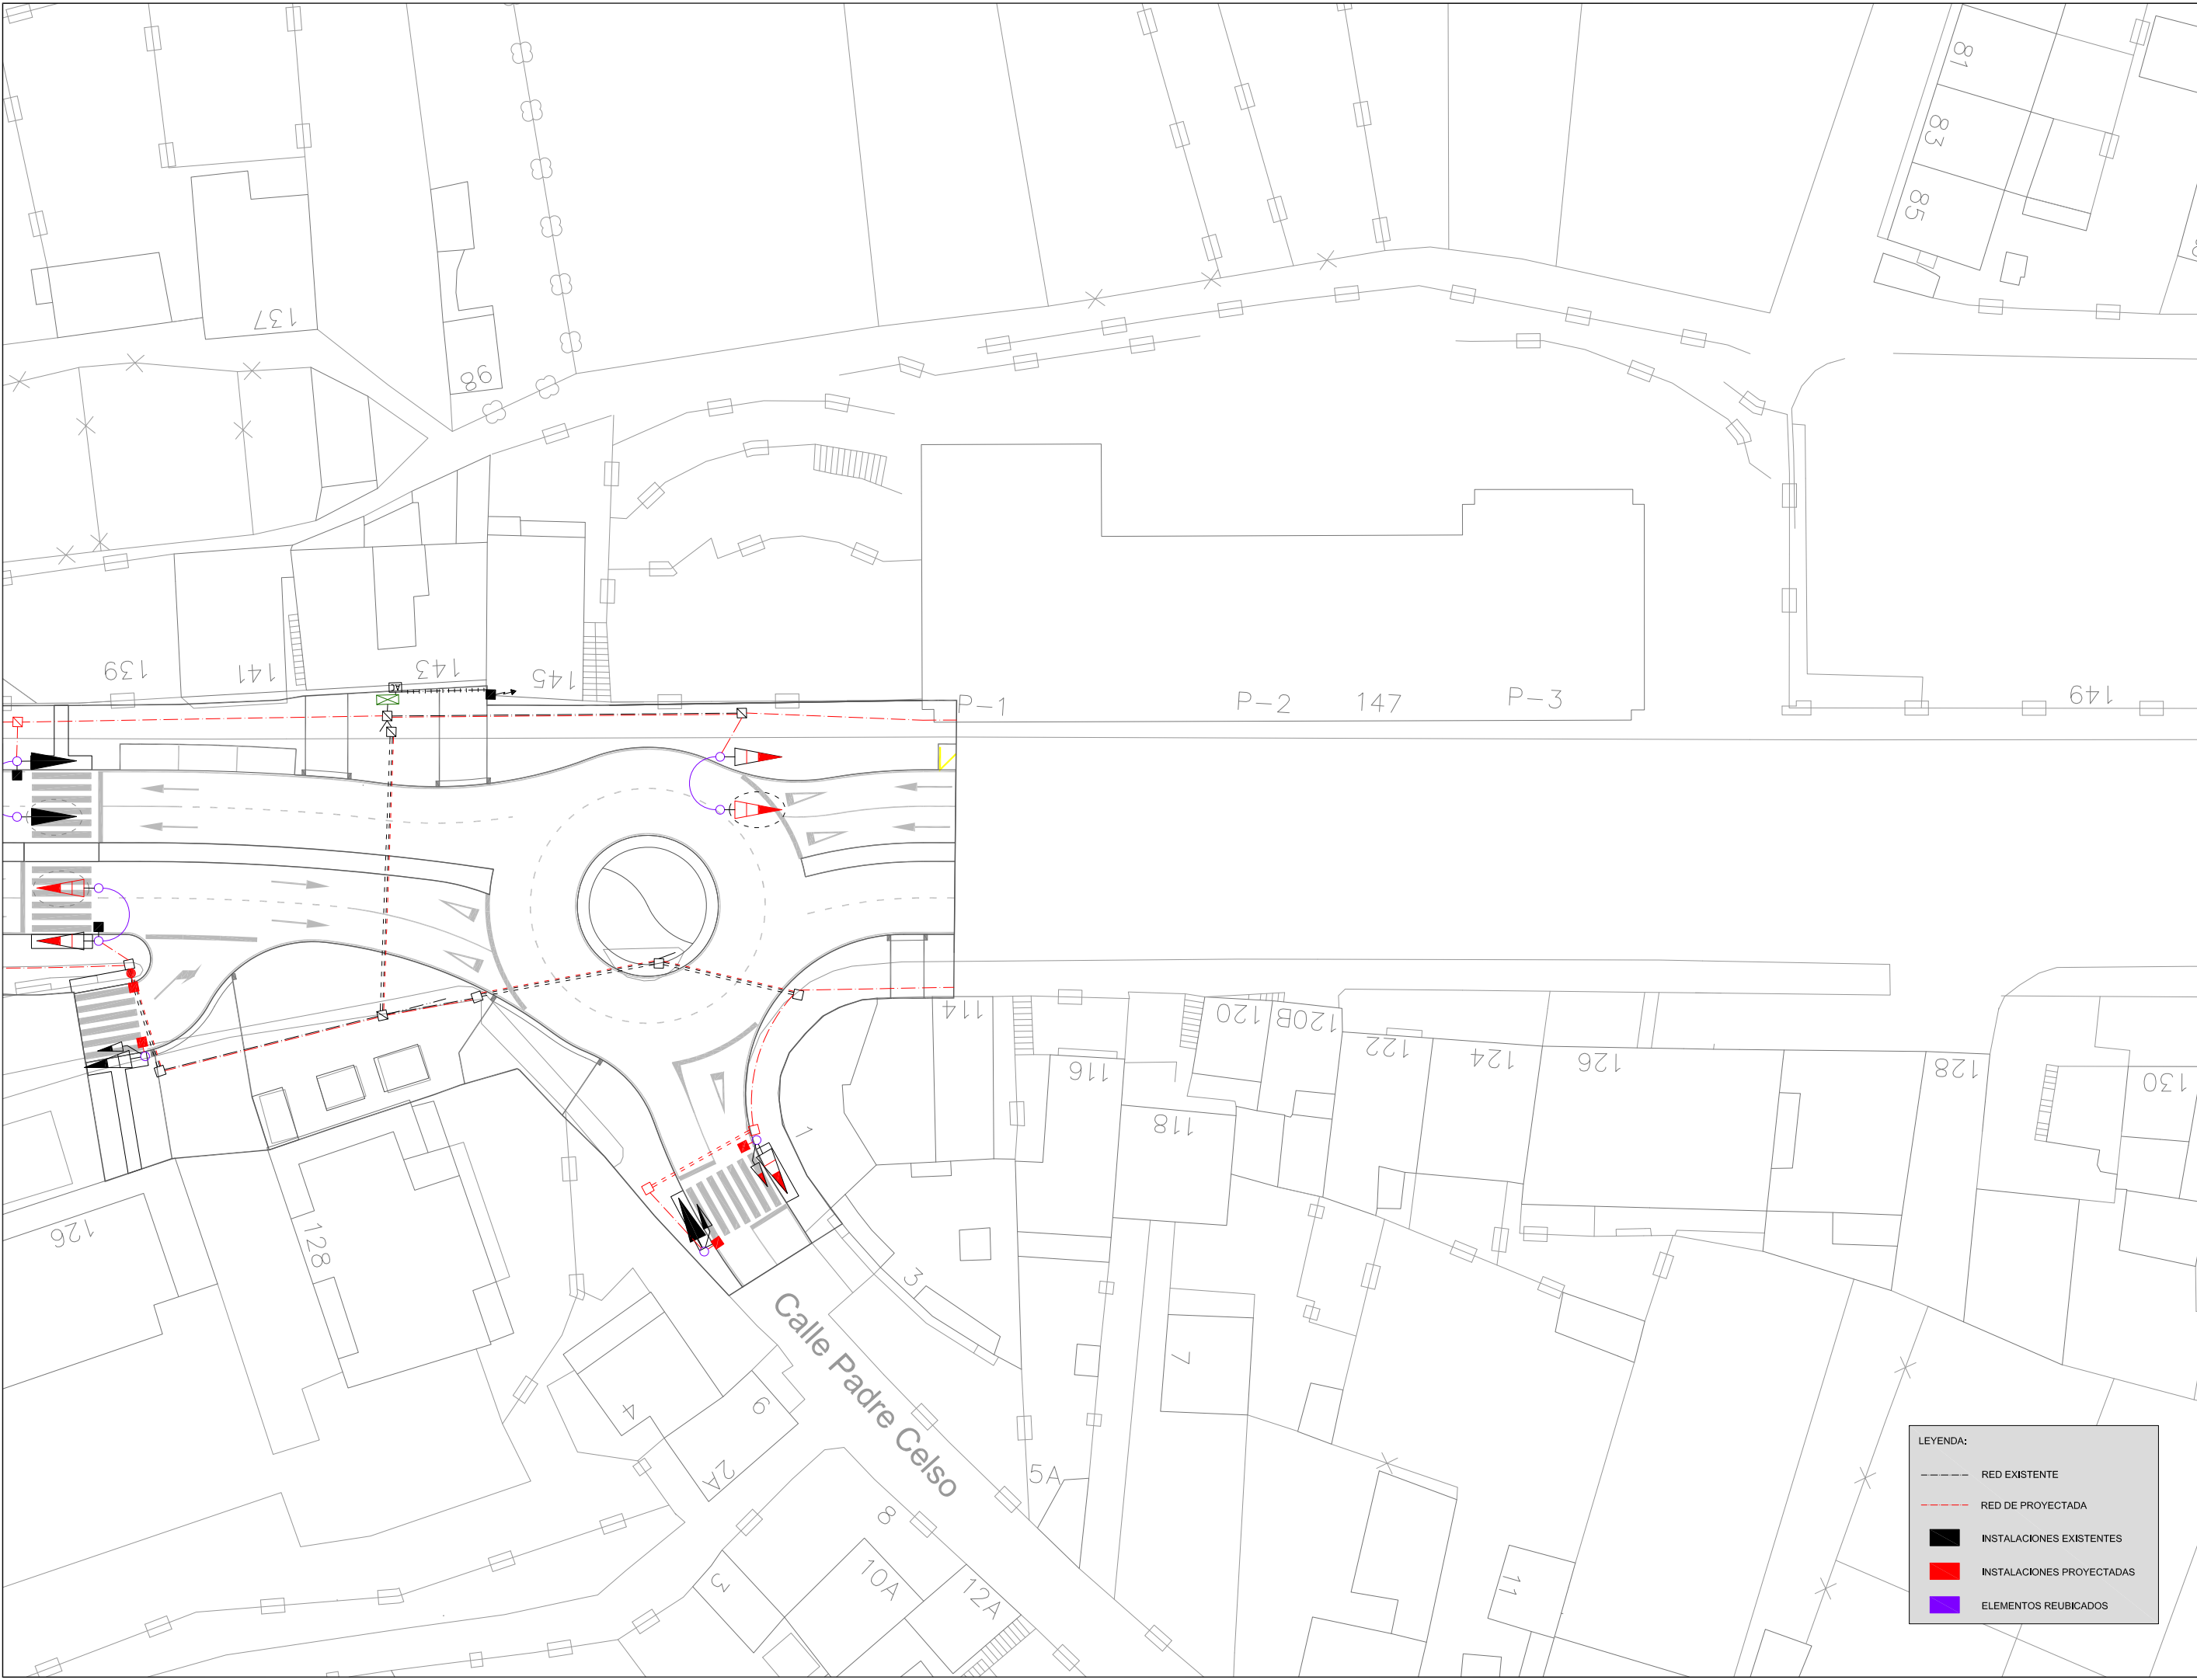 81
83
85
137
98
139
141
143
145
P-1
P-2
147
P-3
149
114
120
120B
122
124
126
128
130
116
118
1
126
128
3
7
4
6
2A
Calle Padre Celso
5A
8
10A
12A
3
11
LEYENDA:
RED EXISTENTE
RED DE PROYECTADA
INSTALACIONES EXISTENTES
INSTALACIONES PROYECTADAS
ELEMENTOS REUBICADOS